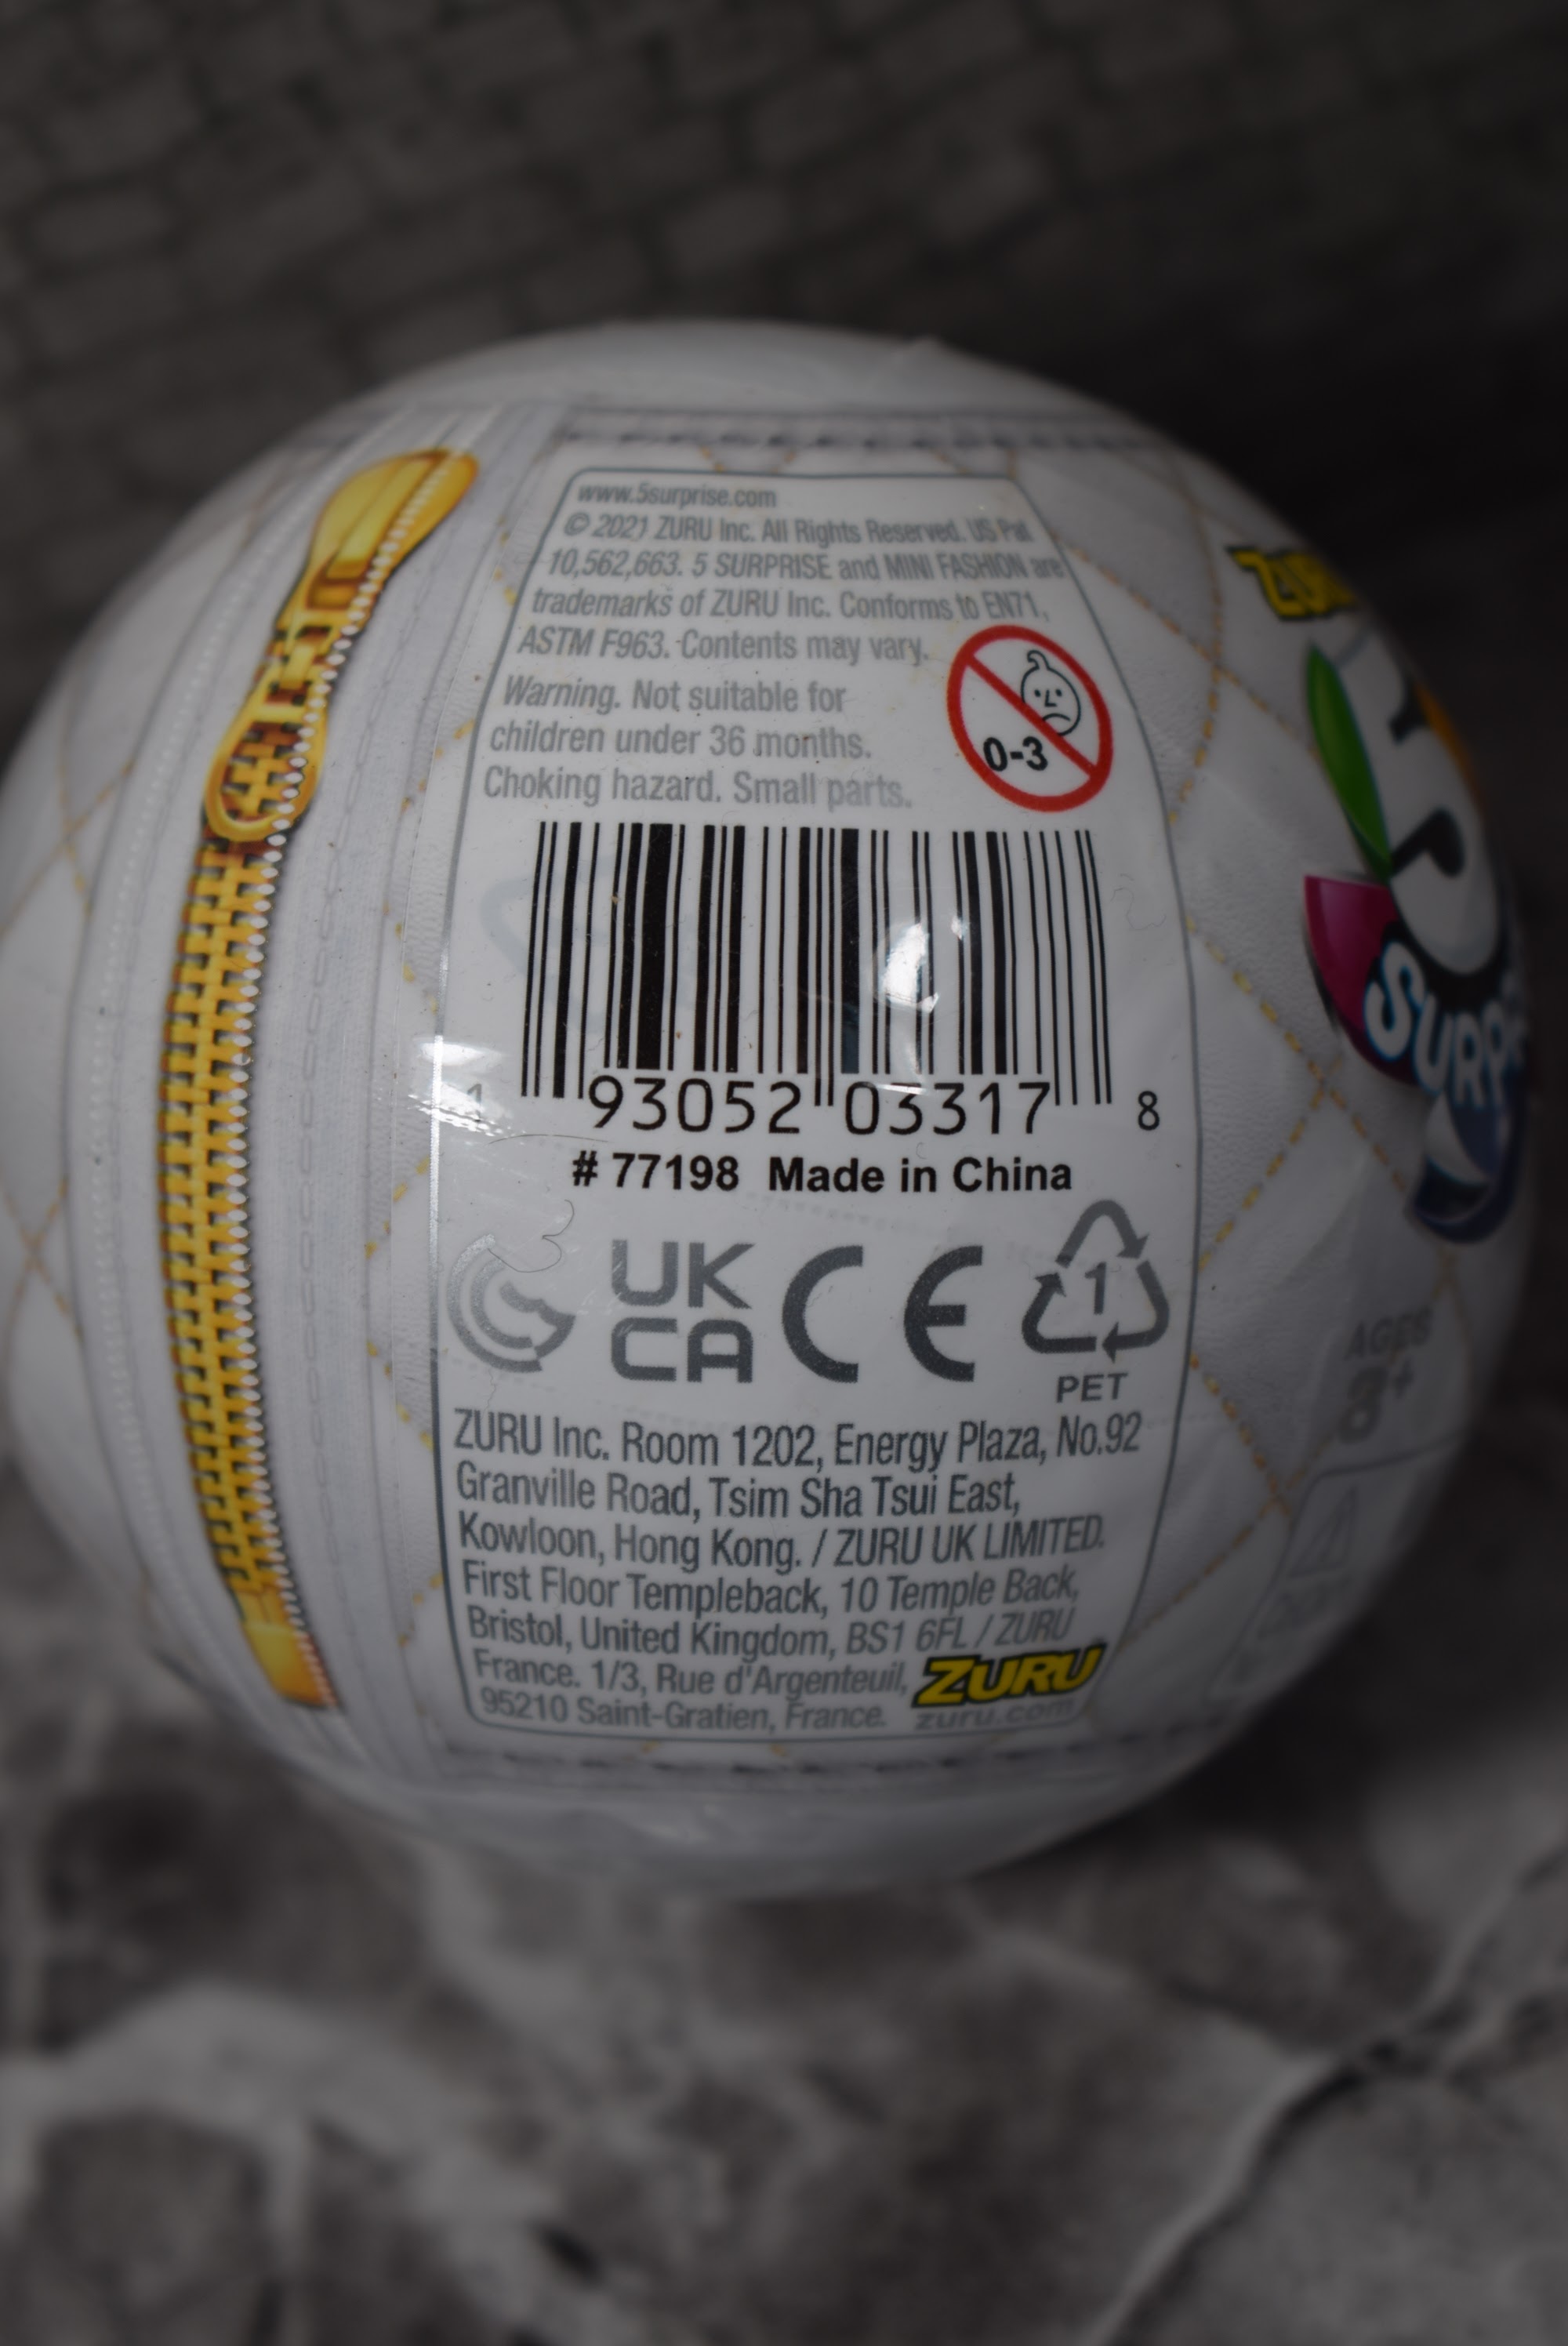 www.5surprise.com
© 2021 ZURU Inc. All Rights Reserved. US Pat
10,562,663. 5 SURPRISE and MINI FASHION are
trademarks of ZURU Inc. Conforms to EN71,
ASTM F963. Contents may vary.
Warning. Not suitable for
children under 36 months.
Choking hazard. Small parts.
0-3
1 93052 03317 8
# 77198 Made in China
UK
CA
CE
1
PET
ZURU Inc. Room 1202, Energy Plaza, No.92
Granville Road, Tsim Sha Tsui East,
Kowloon, Hong Kong. / ZURU UK LIMITED.
First Floor Templeback, 10 Temple Back,
Bristol, United Kingdom, BS1 6FL / ZURU
France. 1/3, Rue d'Argenteuil,
95210 Saint-Gratien, France.
ZURU
zuru.com
5
AGES